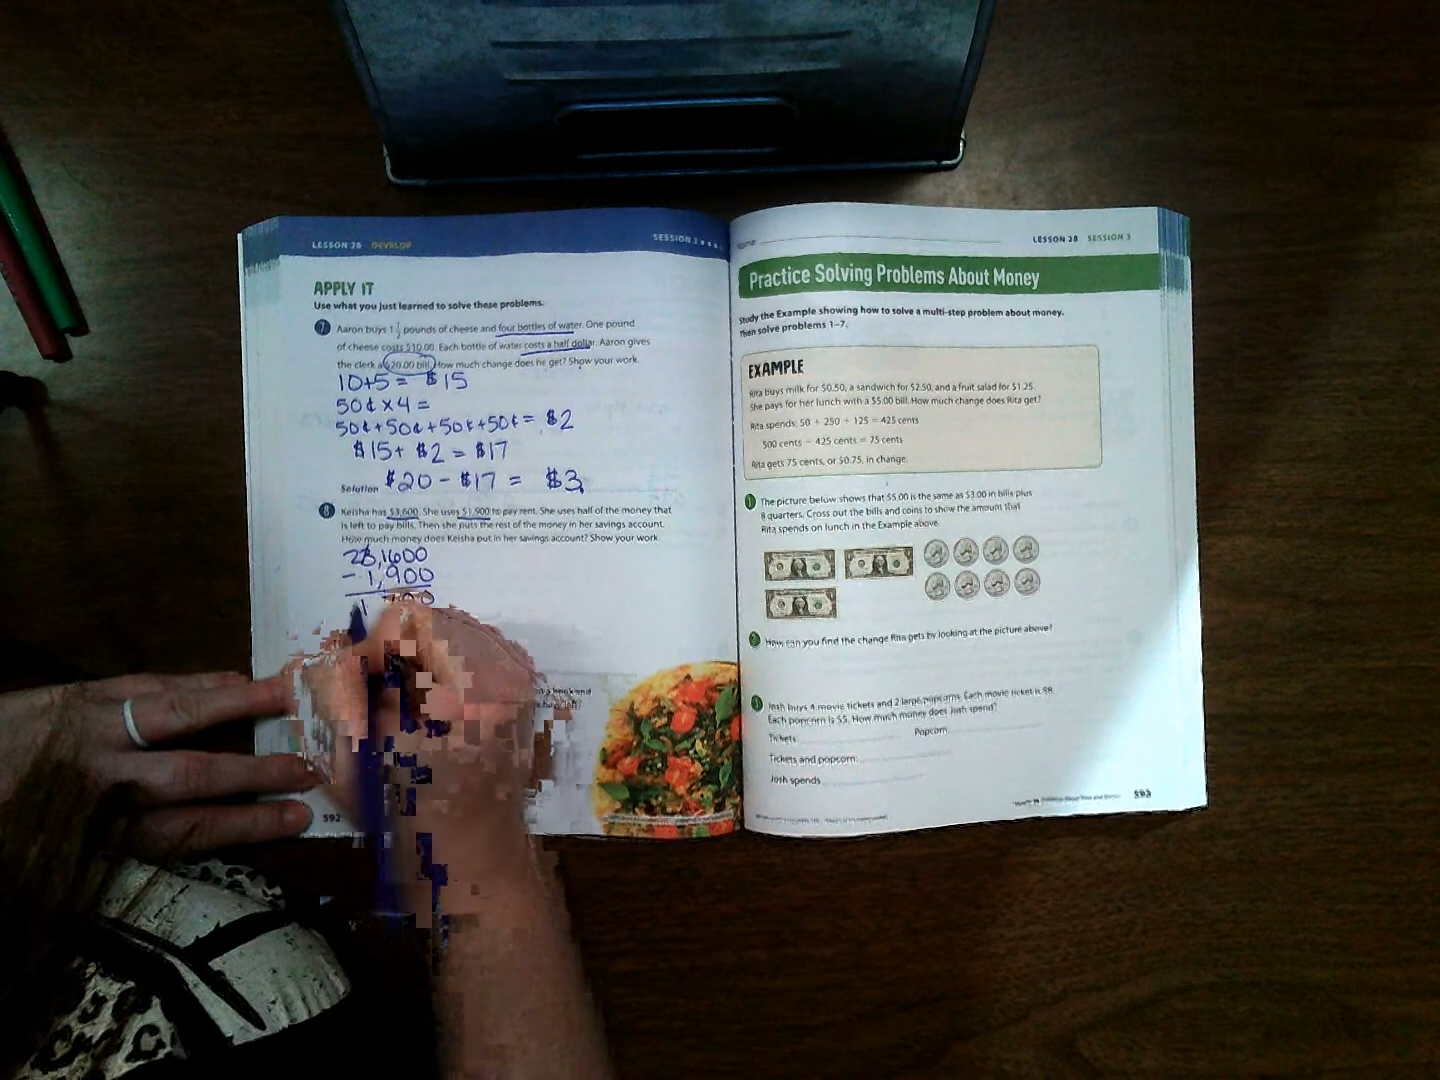 LESSON 28 DEVELOP
SESSION 3
APPLY IT
Use what you just learned to solve these problems.
7 Aaron buys 1 1/2 pounds of cheese and four bottles of water. One pound
of cheese costs $10.00. Each bottle of water costs a half dollar. Aaron gives
the clerk a $20.00 bill. How much change does he get? Show your work.
10+5= $15
50¢x4=
50¢+50¢+50¢+50¢= $2
$15+ $2 = $17
Solution $20 - $17 = $3
8 Keisha has $3,600. She uses $1,900 to pay rent. She uses half of the money that
is left to pay bills. Then she puts the rest of the money in her savings account.
How much money does Keisha put in her savings account? Show your work.
23,1600
- 1,900
1,700
592
Name
LESSON 28 SESSION 3
Practice Solving Problems About Money
Study the Example showing how to solve a multi-step problem about money.
Then solve problems 1–7.
EXAMPLE
Rita buys milk for $0.50, a sandwich for $2.50, and a fruit salad for $1.25.
She pays for her lunch with a $5.00 bill. How much change does Rita get?
Rita spends: 50 + 250 + 125 = 425 cents
500 cents − 425 cents = 75 cents
Rita gets 75 cents, or $0.75, in change.
1 The picture below shows that $5.00 is the same as $3.00 in bills plus
8 quarters. Cross out the bills and coins to show the amount that
Rita spends on lunch in the Example above.
2 How can you find the change Rita gets by looking at the picture above?
3 Josh buys 4 movie tickets and 2 large popcorns. Each movie ticket is $8.
Each popcorn is $5. How much money does Josh spend?
Tickets: Popcorn:
Tickets and popcorn:
Josh spends
593